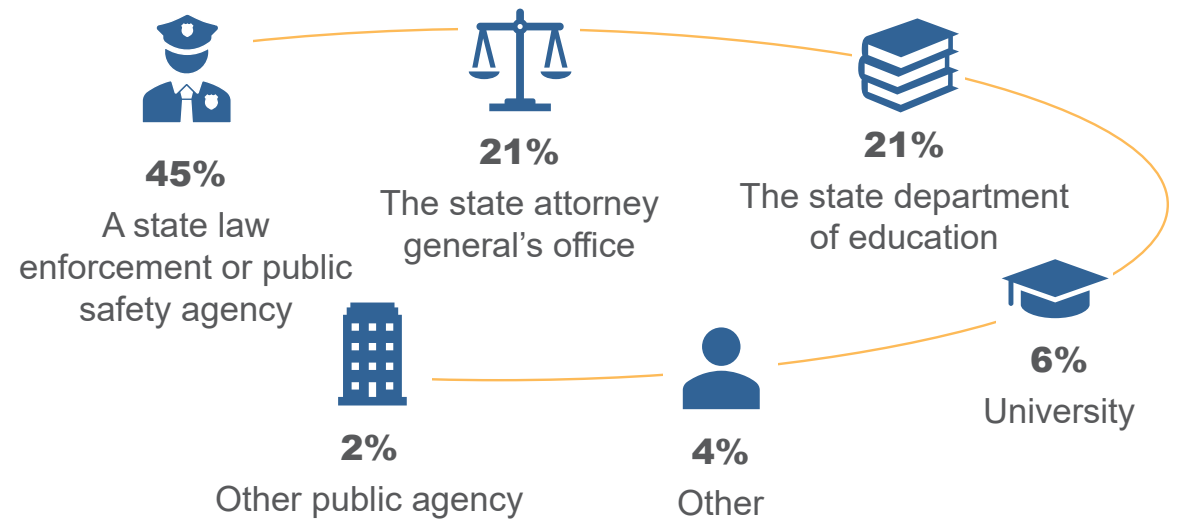 45%
A state law
enforcement or public
safety agency
21%
The state attorney
general’s office
21%
The state department
of education
6%
University
4%
Other
2%
Other public agency